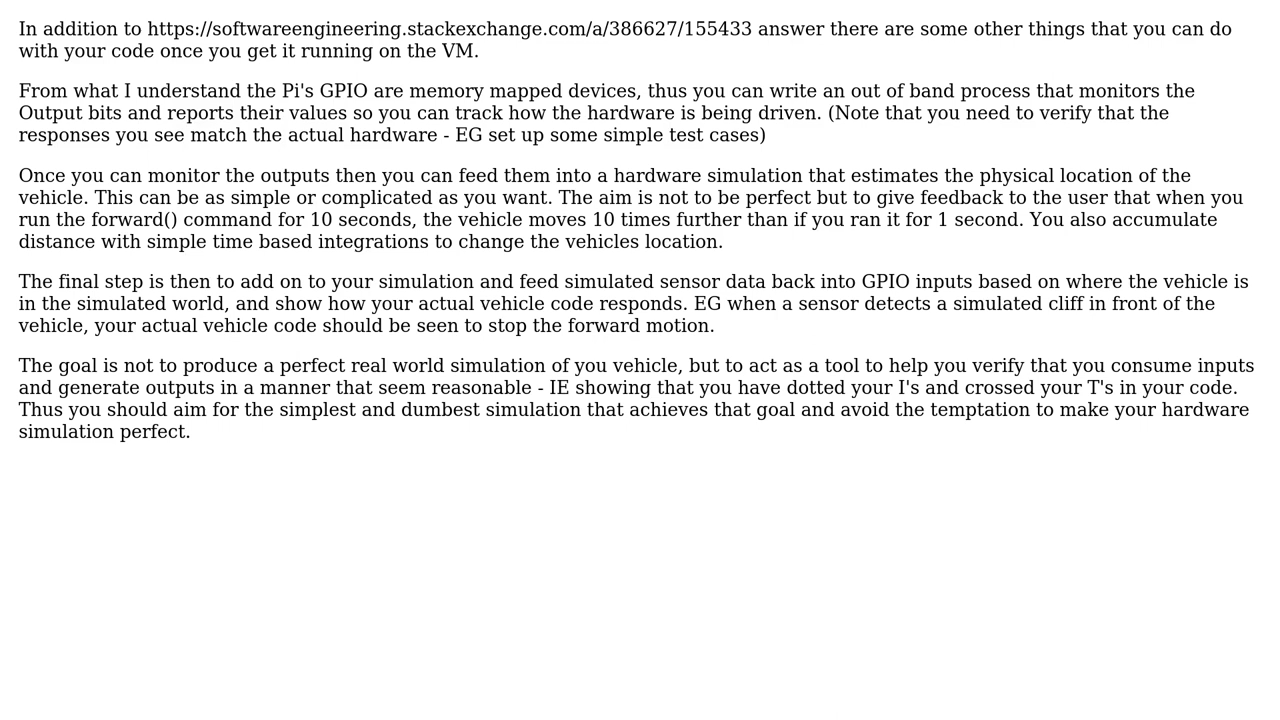 In addition to https://softwareengineering.stackexchange.com/a/386627/155433 answer there are some other things that you can do
with your code once you get it running on the VM.
From what I understand the Pi's GPIO are memory mapped devices, thus you can write an out of band process that monitors the
Output bits and reports their values so you can track how the hardware is being driven. (Note that you need to verify that the
responses you see match the actual hardware - EG set up some simple test cases)
Once you can monitor the outputs then you can feed them into a hardware simulation that estimates the physical location of the
vehicle. This can be as simple or complicated as you want. The aim is not to be perfect but to give feedback to the user that when you
run the forward() command for 10 seconds, the vehicle moves 10 times further than if you ran it for 1 second. You also accumulate
distance with simple time based integrations to change the vehicles location.
The final step is then to add on to your simulation and feed simulated sensor data back into GPIO inputs based on where the vehicle is
in the simulated world, and show how your actual vehicle code responds. EG when a sensor detects a simulated cliff in front of the
vehicle, your actual vehicle code should be seen to stop the forward motion.
The goal is not to produce a perfect real world simulation of you vehicle, but to act as a tool to help you verify that you consume inputs
and generate outputs in a manner that seem reasonable - IE showing that you have dotted your I's and crossed your T's in your code.
Thus you should aim for the simplest and dumbest simulation that achieves that goal and avoid the temptation to make your hardware
simulation perfect.